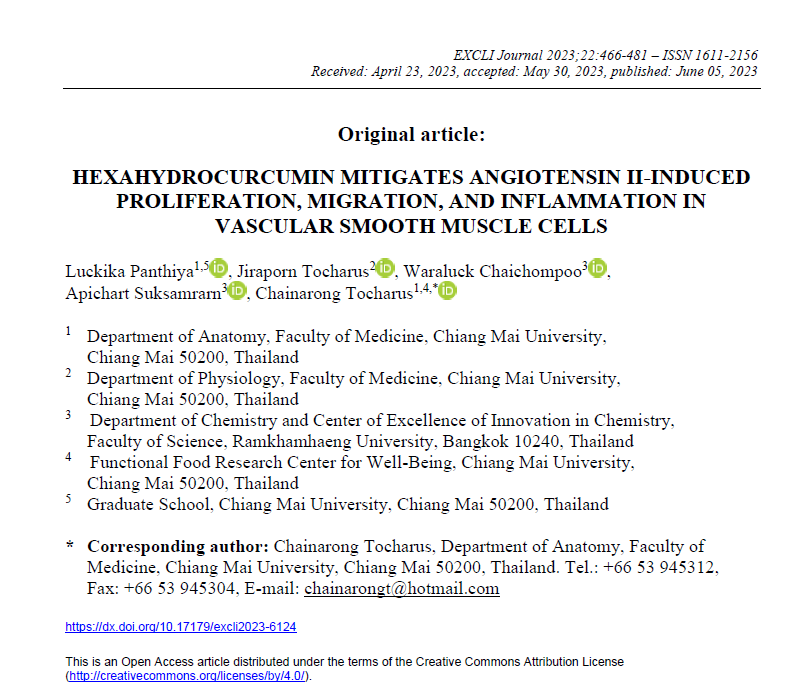 EXCLI Journal 2023;22:466-481 – ISSN 1611-2156
Received: April 23, 2023, accepted: May 30, 2023, published: June 05, 2023
Original article:
HEXAHYDROCURCUMIN MITIGATES ANGIOTENSIN II-INDUCED
PROLIFERATION, MIGRATION, AND INFLAMMATION IN
VASCULAR SMOOTH MUSCLE CELLS
Luckika Panthiya1,5 iD, Jiraporn Tocharus2 iD, Waraluck Chaichompoo3 iD,
Apichart Suksamrarn3 iD, Chainarong Tocharus1,4,* iD
1 Department of Anatomy, Faculty of Medicine, Chiang Mai University,
Chiang Mai 50200, Thailand
2 Department of Physiology, Faculty of Medicine, Chiang Mai University,
Chiang Mai 50200, Thailand
3 Department of Chemistry and Center of Excellence of Innovation in Chemistry,
Faculty of Science, Ramkhamhaeng University, Bangkok 10240, Thailand
4 Functional Food Research Center for Well-Being, Chiang Mai University,
Chiang Mai 50200, Thailand
5 Graduate School, Chiang Mai University, Chiang Mai 50200, Thailand
* Corresponding author: Chainarong Tocharus, Department of Anatomy, Faculty of
Medicine, Chiang Mai University, Chiang Mai 50200, Thailand. Tel.: +66 53 945312,
Fax: +66 53 945304, E-mail: chainarongt@hotmail.com
https://dx.doi.org/10.17179/excli2023-6124
This is an Open Access article distributed under the terms of the Creative Commons Attribution License
(http://creativecommons.org/licenses/by/4.0/).